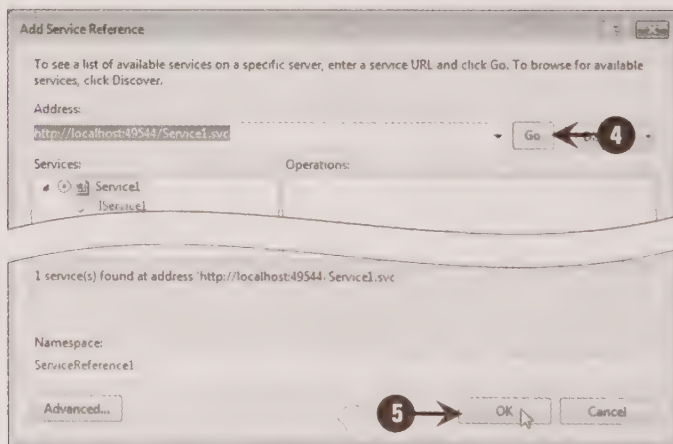 Add Service Reference
To see a list of available services on a specific server, enter a service URL and click Go. To browse for available
services, click Discover.
Address:
http://localhost:49544/Service1.svc
Go
4
Services:
Operations:
Service1
IService1
1 service(s) found at address 'http://localhost:49544/Service1.svc
Namespace:
ServiceReference1
Advanced...
5
OK
Cancel